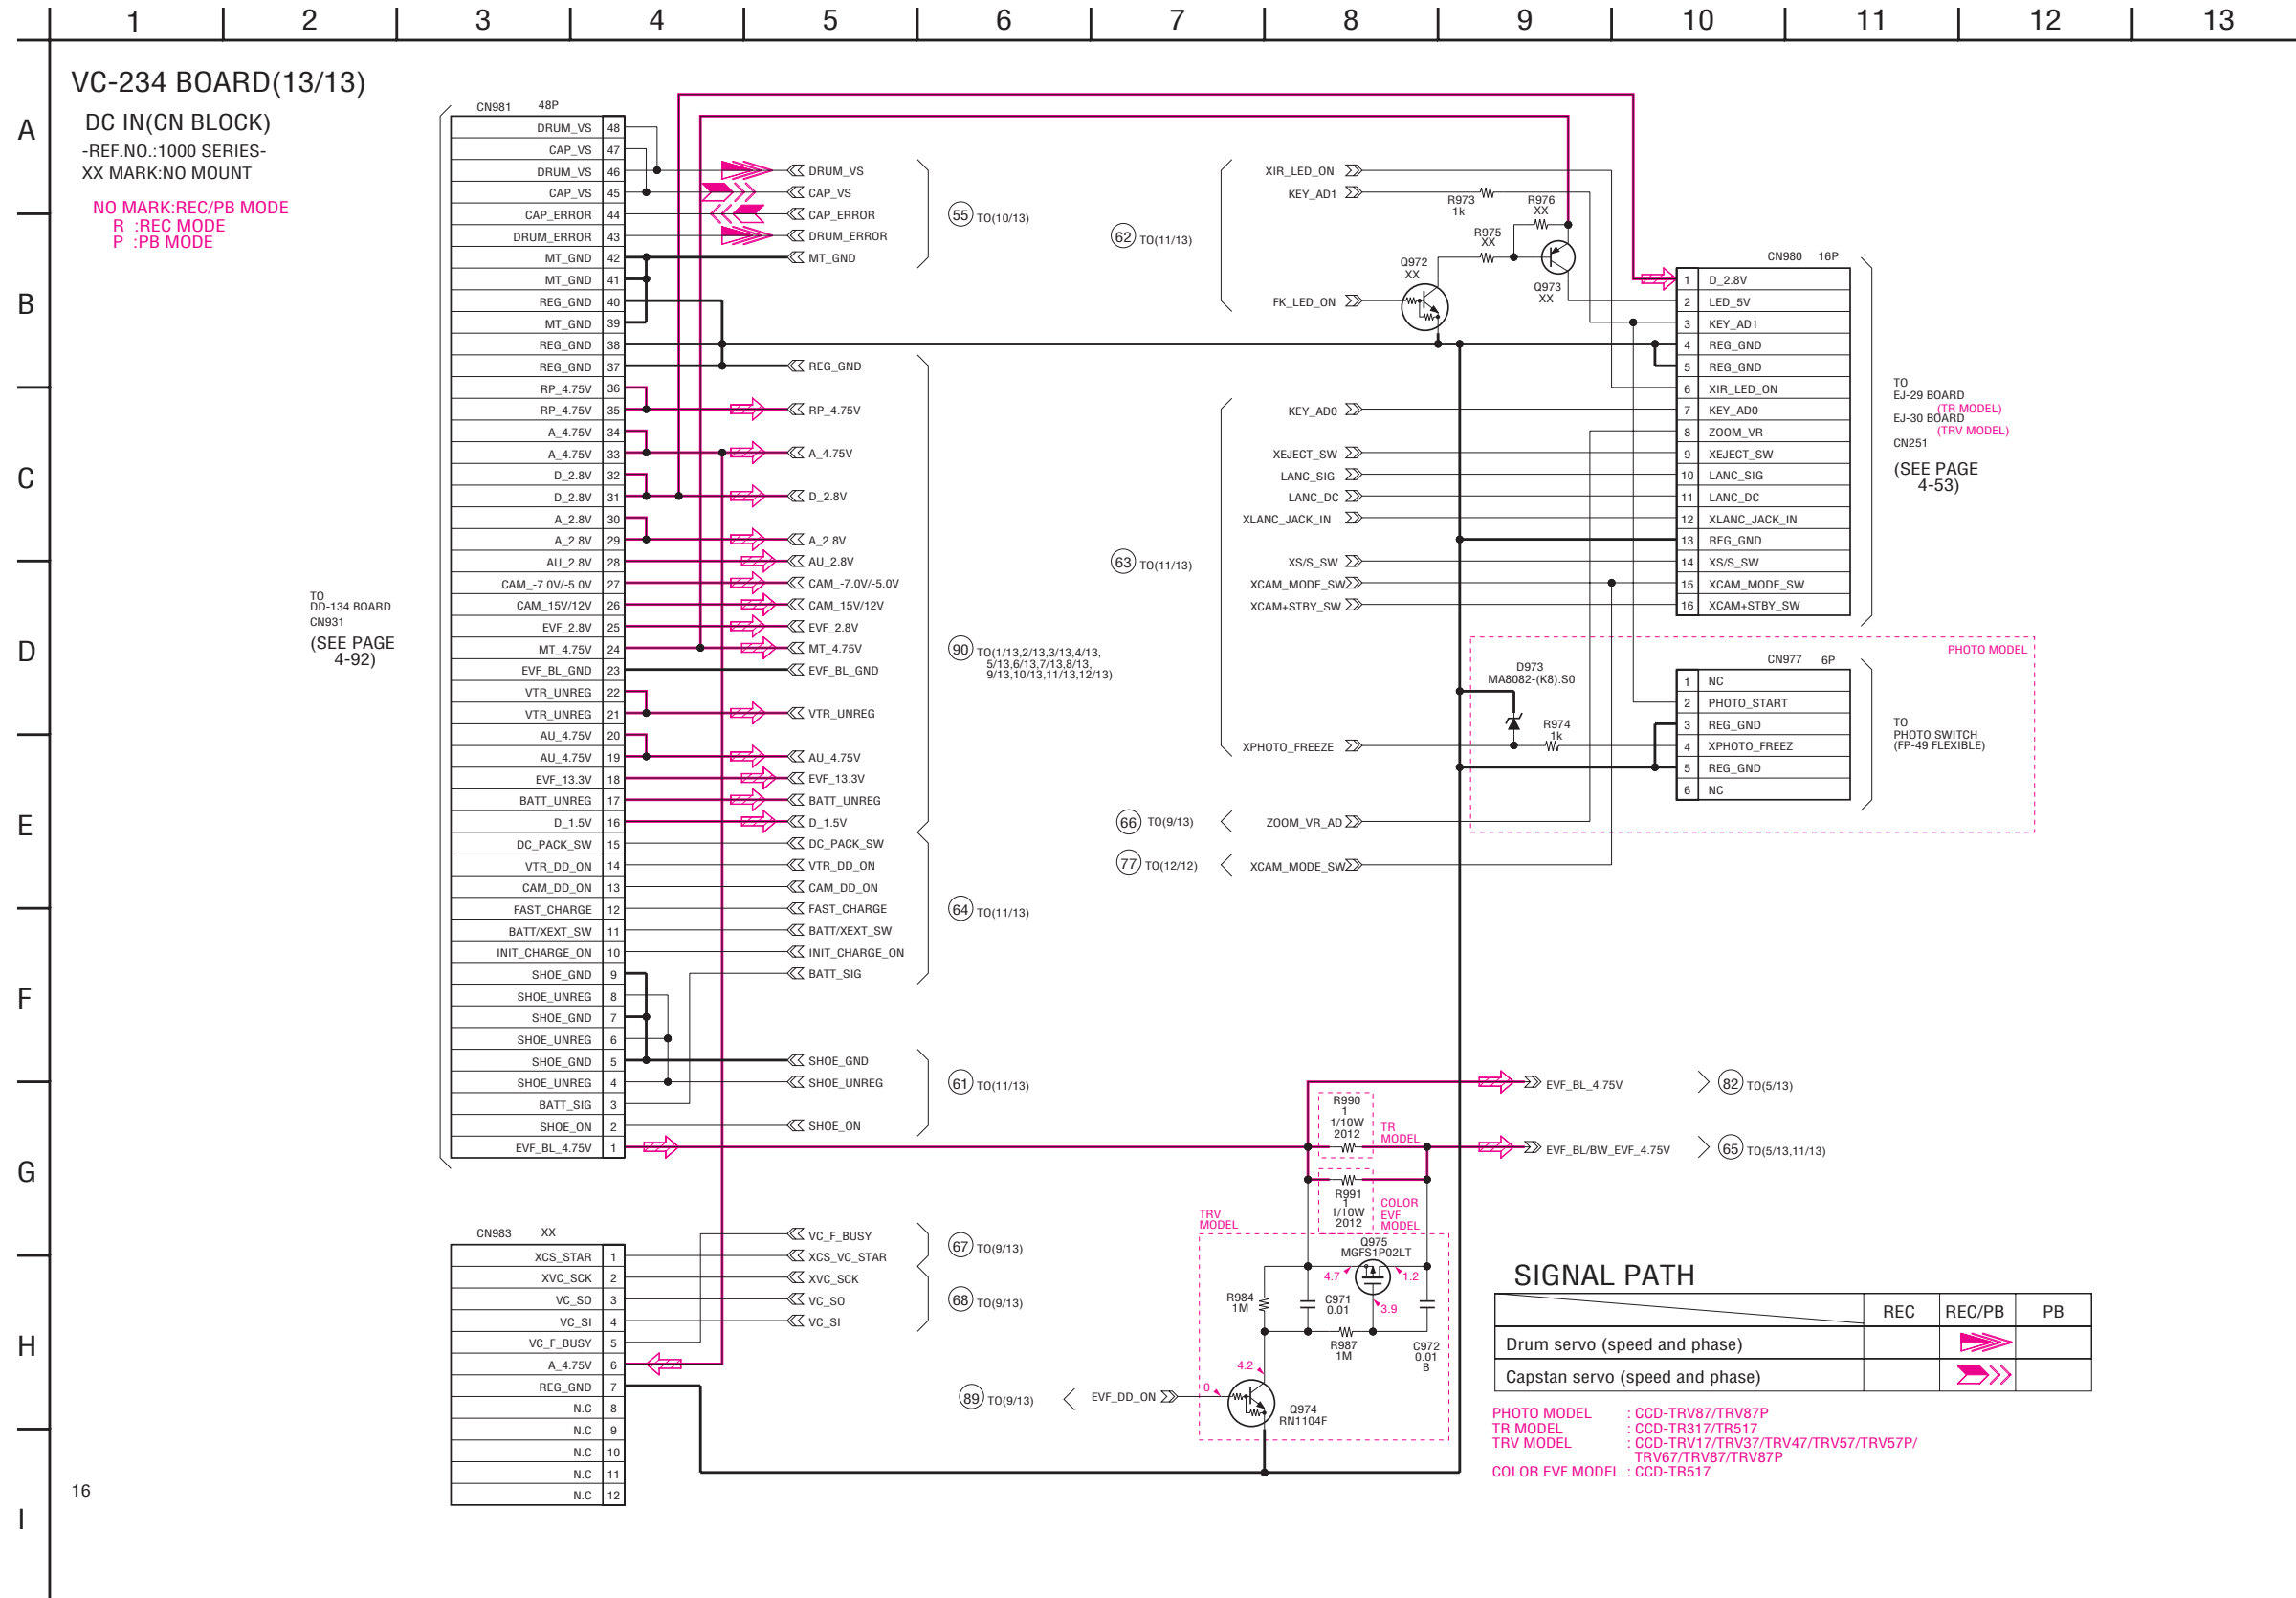 1 2 3 4 5 6 7 8 9 10 11 12 13
A
B
C
D
E
F
G
H
I
VC-234 BOARD(13/13)
DC IN(CN BLOCK)
-REF.NO.:1000 SERIES-
XX MARK:NO MOUNT
NO MARK:REC/PB MODE
R :REC MODE
P :PB MODE
TO
DD-134 BOARD
CN931
(SEE PAGE
4-92)
16
CN981 48P
DRUM_VS 48
CAP_VS 47
DRUM_VS 46
CAP_VS 45
CAP_ERROR 44
DRUM_ERROR 43
MT_GND 42
MT_GND 41
REG_GND 40
MT_GND 39
REG_GND 38
REG_GND 37
RP_4.75V 36
RP_4.75V 35
A_4.75V 34
A_4.75V 33
D_2.8V 32
D_2.8V 31
A_2.8V 30
A_2.8V 29
AU_2.8V 28
CAM_-7.0V/-5.0V 27
CAM_15V/12V 26
EVF_2.8V 25
MT_4.75V 24
EVF_BL_GND 23
VTR_UNREG 22
VTR_UNREG 21
AU_4.75V 20
AU_4.75V 19
EVF_13.3V 18
BATT_UNREG 17
D_1.5V 16
DC_PACK_SW 15
VTR_DD_ON 14
CAM_DD_ON 13
FAST_CHARGE 12
BATT/XEXT_SW 11
INIT_CHARGE_ON 10
SHOE_GND 9
SHOE_UNREG 8
SHOE_GND 7
SHOE_UNREG 6
SHOE_GND 5
SHOE_UNREG 4
BATT_SIG 3
SHOE_ON 2
EVF_BL_4.75V 1
CN983 XX
XCS_STAR 1
XVC_SCK 2
VC_SO 3
VC_SI 4
VC_F_BUSY 5
A_4.75V 6
REG_GND 7
N.C 8
N.C 9
N.C 10
N.C 11
N.C 12
DRUM_VS
CAP_VS
CAP_ERROR
DRUM_ERROR
MT_GND
55 TO(10/13)
REG_GND
RP_4.75V
A_4.75V
D_2.8V
A_2.8V
AU_2.8V
CAM_-7.0V/-5.0V
CAM_15V/12V
EVF_2.8V
MT_4.75V
EVF_BL_GND
VTR_UNREG
AU_4.75V
EVF_13.3V
BATT_UNREG
D_1.5V
90 TO(1/13,2/13,3/13,4/13,
5/13,6/13,7/13,8/13,
9/13,10/13,11/13,12/13)
DC_PACK_SW
VTR_DD_ON
CAM_DD_ON
FAST_CHARGE
BATT/XEXT_SW
INIT_CHARGE_ON
BATT_SIG
64 TO(11/13)
SHOE_GND
SHOE_UNREG
SHOE_ON
61 TO(11/13)
VC_F_BUSY
XCS_VC_STAR
67 TO(9/13)
XVC_SCK
VC_SO
VC_SI
68 TO(9/13)
62 TO(11/13)
XIR_LED_ON
KEY_AD1
FK_LED_ON
R973
1k
R976
XX
R975
XX
Q972
XX
Q973
XX
63 TO(11/13)
KEY_AD0
XEJECT_SW
LANC_SIG
LANC_DC
XLANC_JACK_IN
XS/S_SW
XCAM_MODE_SW
XCAM+STBY_SW
XPHOTO_FREEZE
66 TO(9/13)
ZOOM_VR_AD
77 TO(12/12)
XCAM_MODE_SW
CN980 16P
1 D_2.8V
2 LED_5V
3 KEY_AD1
4 REG_GND
5 REG_GND
6 XIR_LED_ON
7 KEY_AD0
8 ZOOM_VR
9 XEJECT_SW
10 LANC_SIG
11 LANC_DC
12 XLANC_JACK_IN
13 REG_GND
14 XS/S_SW
15 XCAM_MODE_SW
16 XCAM+STBY_SW
TO
EJ-29 BOARD
(TR MODEL)
EJ-30 BOARD
(TRV MODEL)
CN251
(SEE PAGE
4-53)
PHOTO MODEL
CN977 6P
1 NC
2 PHOTO_START
3 REG_GND
4 XPHOTO_FREEZ
5 REG_GND
6 NC
TO
PHOTO SWITCH
(FP-49 FLEXIBLE)
D973
MA8082-(K8).S0
R974
1k
EVF_BL_4.75V
82 TO(5/13)
EVF_BL/BW_EVF_4.75V
65 TO(5/13,11/13)
R990
1
1/10W
2012
TR
MODEL
R991
1
1/10W
2012
COLOR
EVF
MODEL
TRV
MODEL
Q975
MGFS1P02LT
4.7
1.2
3.9
R984
1M
C971
0.01
R987
1M
C972
0.01
B
4.2
0
Q974
RN1104F
89 TO(9/13)
EVF_DD_ON
SIGNAL PATH
REC REC/PB PB
Drum servo (speed and phase)
Capstan servo (speed and phase)
PHOTO MODEL : CCD-TRV87/TRV87P
TR MODEL : CCD-TR317/TR517
TRV MODEL : CCD-TRV17/TRV37/TRV47/TRV57/TRV57P/
TRV67/TRV87/TRV87P
COLOR EVF MODEL : CCD-TR517